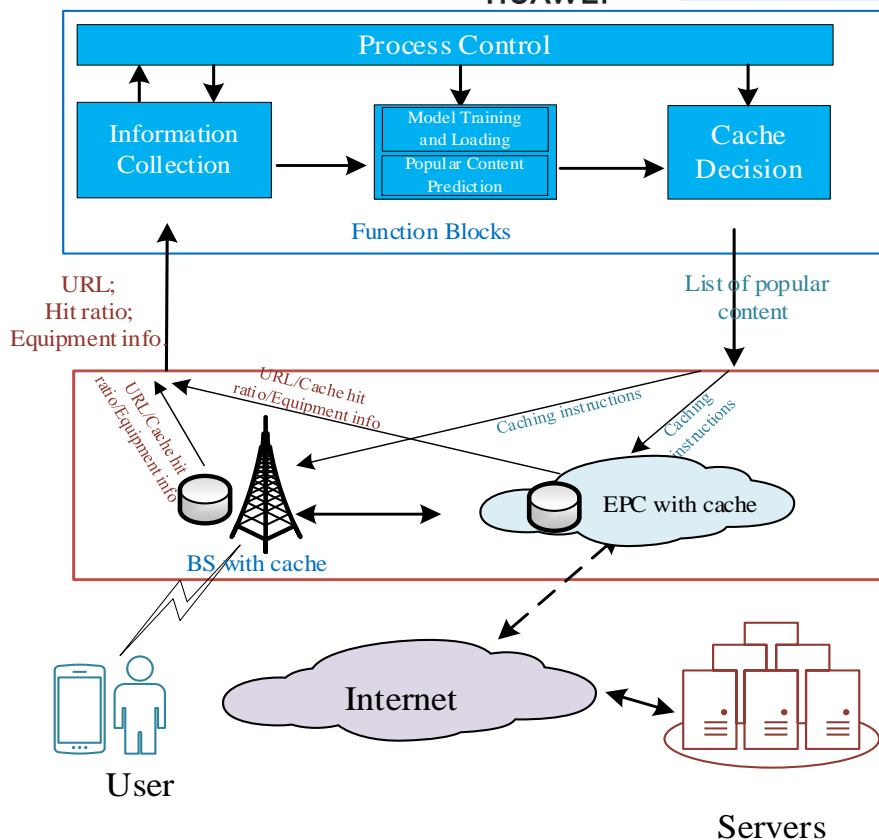 Process Control
Information
Collection
Model Training
and Loading
Popular Content
Prediction
Cache
Decision
Function Blocks
URL;
Hit ratio;
Equipment info.
List of popular
content
URL/Cache hit
ratio/Equipment info
URL/Cache hit
ratio/Equipment info
Caching instructions
Caching
instructions
EPC with cache
BS with cache
Internet
User
Servers